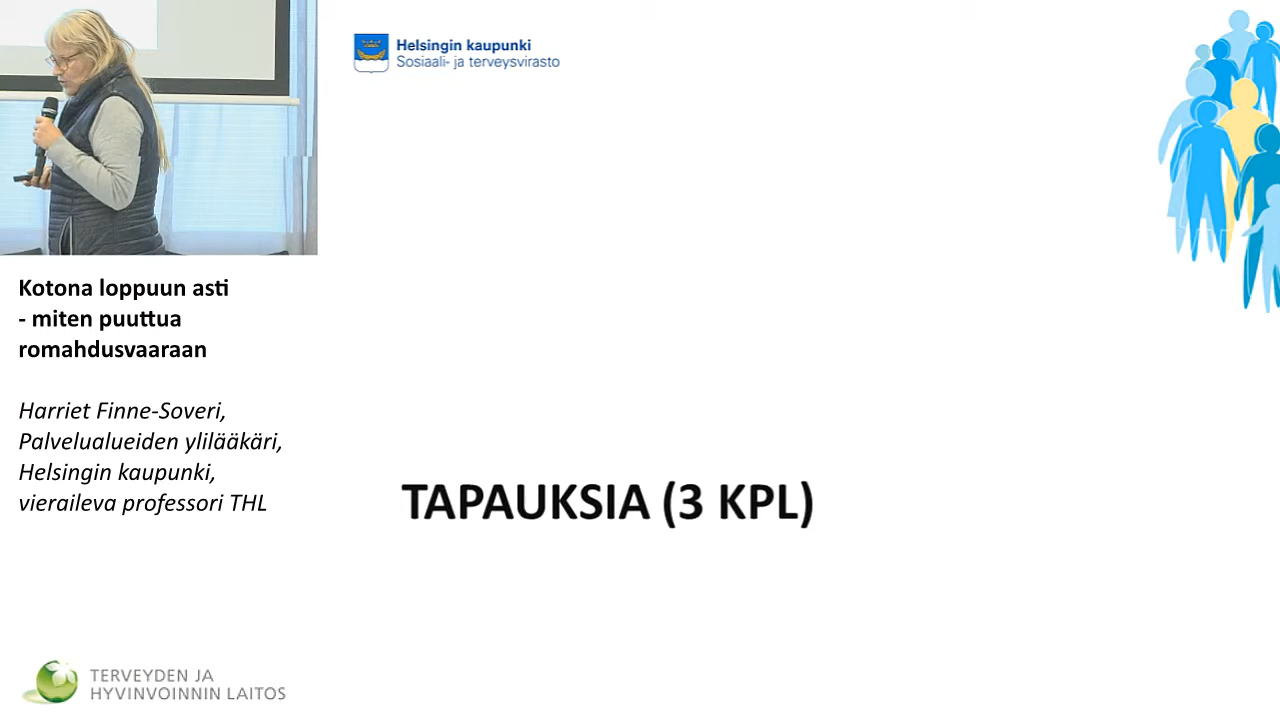 Helsingin kaupunki
Sosiaali- ja terveysvirasto
Kotona loppuun asti
- miten puuttua
romahdusvaaraan
Harriet Finne-Soveri,
Palvelualueiden ylilääkäri,
Helsingin kaupunki,
vieraileva professori THL
TAPAUKSIA (3 KPL)
TERVEYDEN JA
HYVINVOINNIN LAITOS